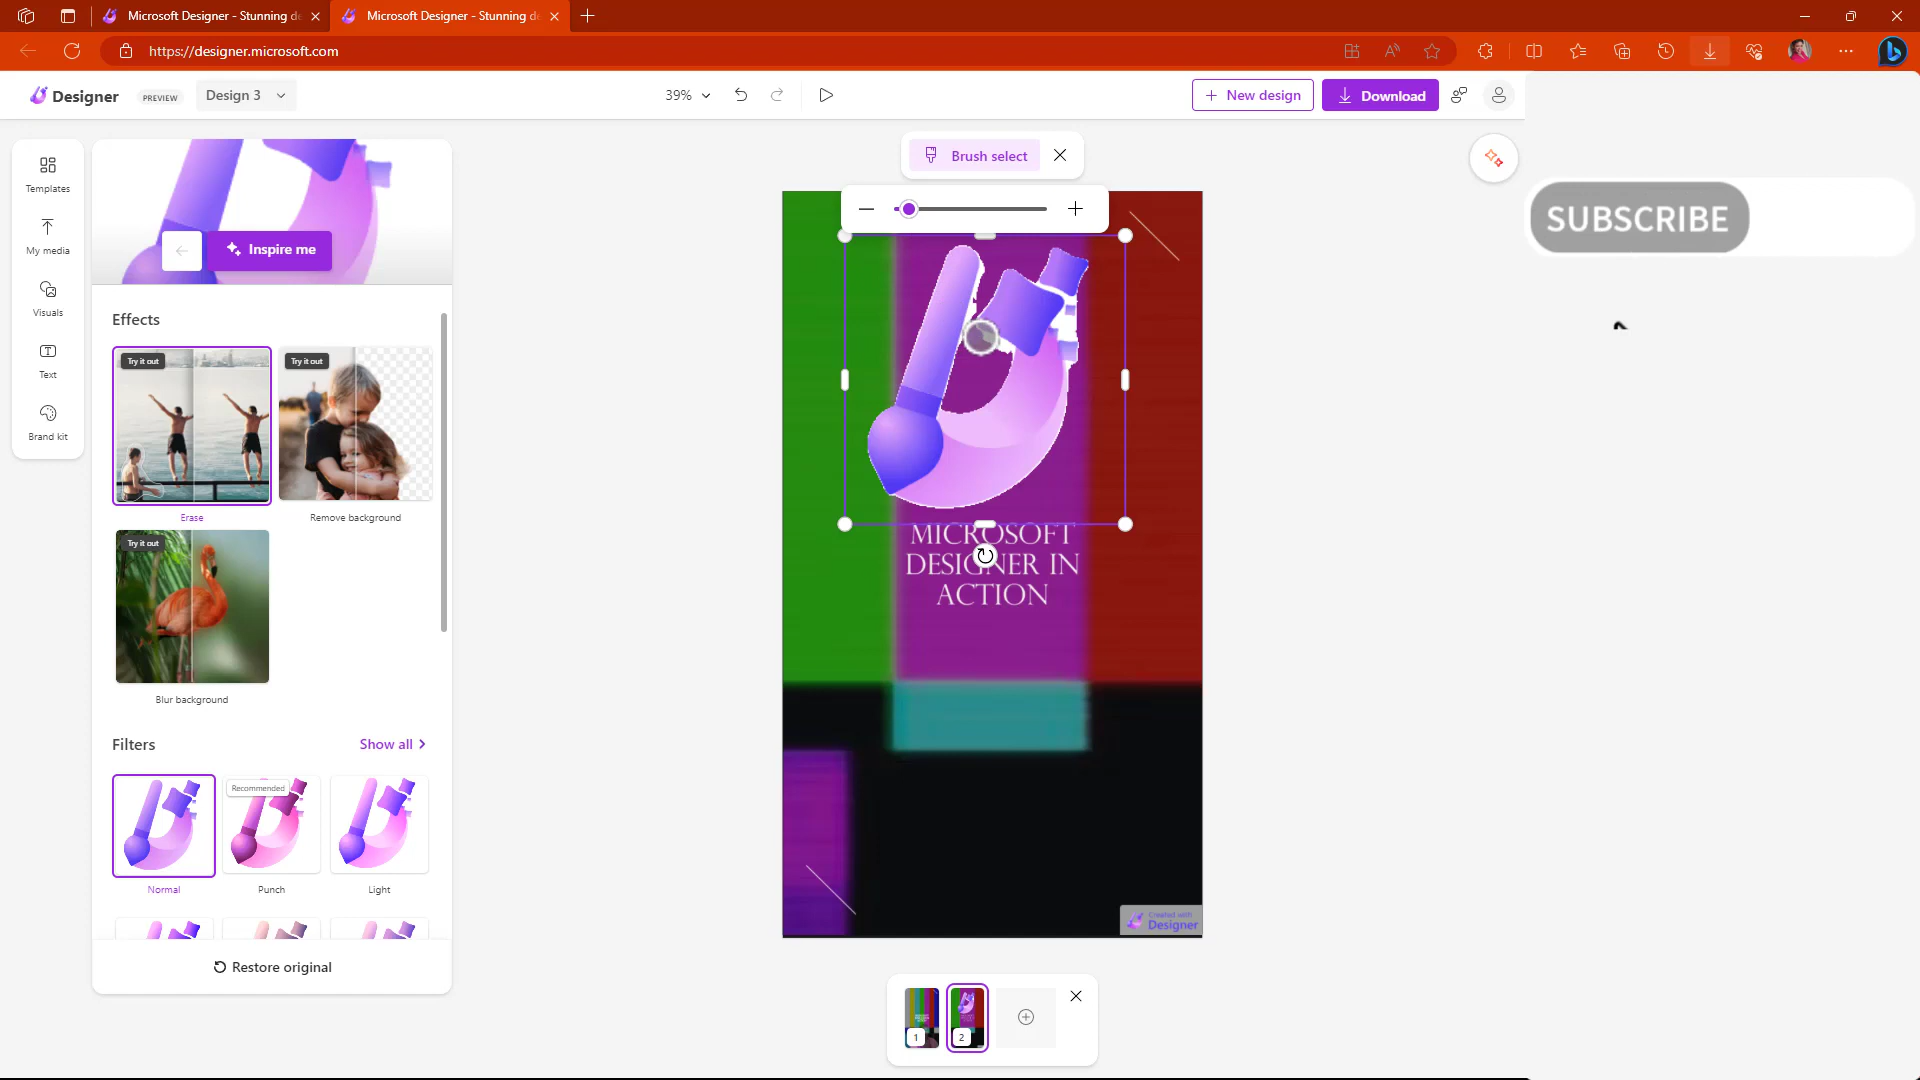 Microsoft Designer - Stunning de
Microsoft Designer - Stunning de
https://designer.microsoft.com
Designer
PREVIEW
Design 3
39%
New design
Download
Templates
My media
Visuals
Text
Brand kit
Inspire me
Effects
Try it out
Try it out
Erase
Remove background
Try it out
Blur background
Filters
Show all
Recommended
Normal
Punch
Light
Restore original
Brush select
MICROSOFT
DESIGNER IN
ACTION
Created with
Designer
1
2
SUBSCRIBE